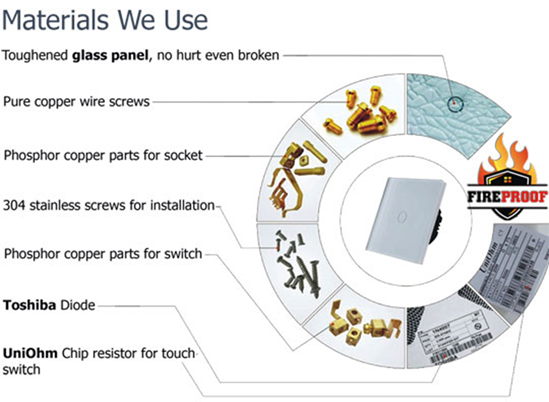 Materials We Use
Toughened glass panel, no hurt even broken
Pure copper wire screws
Phosphor copper parts for socket
304 stainless screws for installation
Phosphor copper parts for switch
Toshiba Diode
UniOhm Chip resistor for touch
switch
FIREPROOF
UniOhm